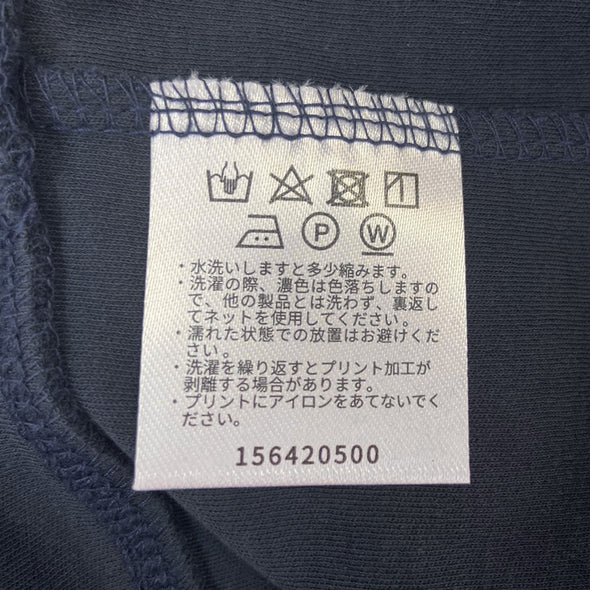 P W
・水洗いしますと多少縮みます。
・洗濯の際、濃色は色落ちしますの
で、他の製品とは洗わず、裏返し
てネットを使用してください。
・濡れた状態での放置はお避けくだ
さい。
・洗濯を繰り返すとプリント加工が
剥離する場合があります。
・プリントにアイロンをあてないでく
ださい。
156420500